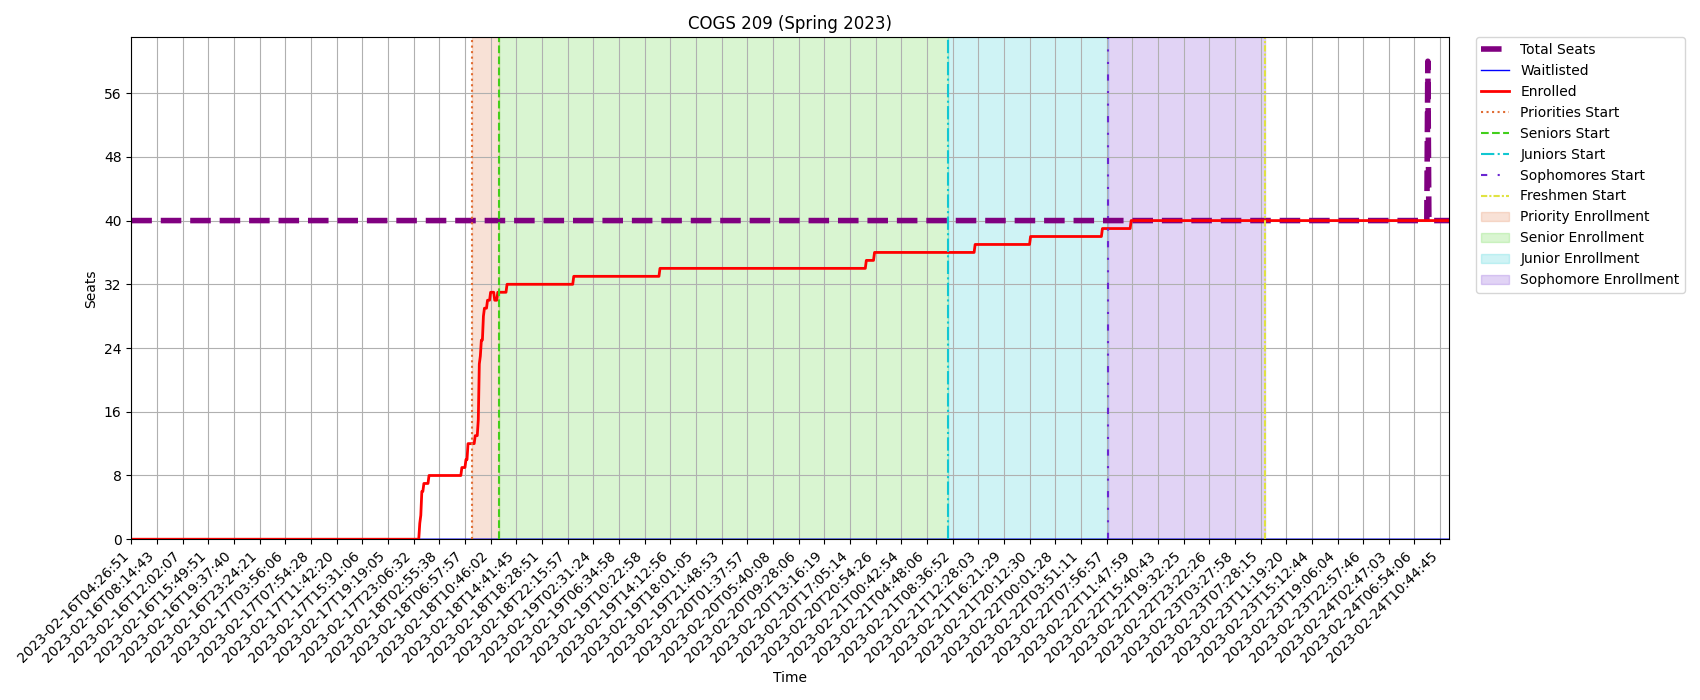 COGS 209 (Spring 2023)
Total Seats
Waitlisted
Enrolled
Priorities Start
Seniors Start
Juniors Start
Sophomores Start
Freshmen Start
Priority Enrollment
Senior Enrollment
Junior Enrollment
Sophomore Enrollment
Seats
56
48
40
32
24
16
8
0
2023-02-16T04:26:51
2023-02-16T08:14:43
2023-02-16T12:02:07
2023-02-16T15:49:51
2023-02-16T19:37:40
2023-02-16T23:24:21
2023-02-17T03:56:06
2023-02-17T07:54:28
2023-02-17T11:42:20
2023-02-17T15:31:06
2023-02-17T19:19:05
2023-02-17T23:06:32
2023-02-18T02:55:38
2023-02-18T06:57:57
2023-02-18T10:46:02
2023-02-18T14:41:45
2023-02-18T18:28:51
2023-02-18T22:15:57
2023-02-19T02:31:24
2023-02-19T06:34:58
2023-02-19T10:22:58
2023-02-19T14:12:56
2023-02-19T18:01:05
2023-02-19T21:48:53
2023-02-20T01:37:57
2023-02-20T05:40:08
2023-02-20T09:28:06
2023-02-20T13:16:19
2023-02-20T17:05:14
2023-02-20T20:54:26
2023-02-21T00:42:54
2023-02-21T04:48:06
2023-02-21T08:36:52
2023-02-21T12:28:03
2023-02-21T16:21:29
2023-02-21T20:12:30
2023-02-22T00:01:28
2023-02-22T03:51:11
2023-02-22T07:56:57
2023-02-22T11:47:59
2023-02-22T15:40:43
2023-02-22T19:32:25
2023-02-22T23:22:26
2023-02-23T03:27:58
2023-02-23T07:28:15
2023-02-23T11:19:20
2023-02-23T15:12:44
2023-02-23T19:06:04
2023-02-23T22:57:46
2023-02-24T02:47:03
2023-02-24T06:54:06
2023-02-24T10:44:45
Time